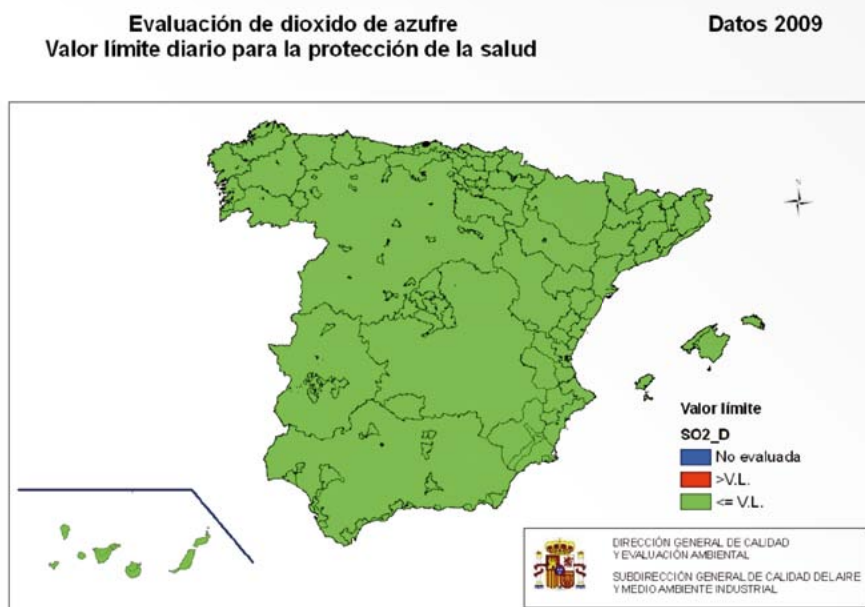 Evaluación de dioxido de azufre
Valor límite diario para la protección de la salud
Datos 2009
Valor límite
SO2_D
No evaluada
>V.L.
<= V.L.
DIRECCIÓN GENERAL DE CALIDAD
Y EVALUACIÓN AMBIENTAL
SUBDIRECCIÓN GENERAL DE CALIDAD DEL AIRE
Y MEDIO AMBIENTE INDUSTRIAL